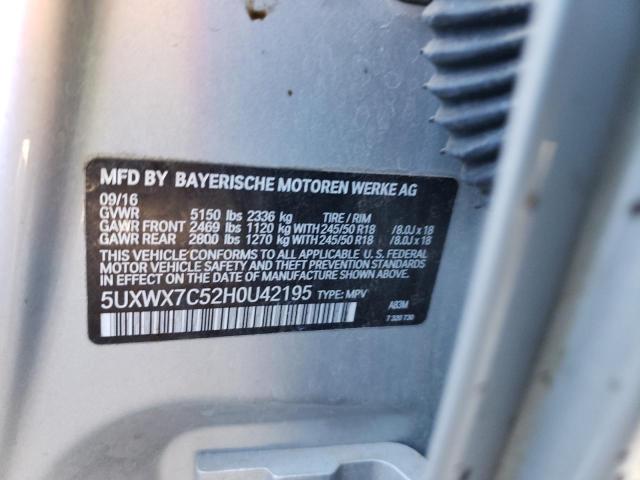 MFD BY BAYERISCHE MOTOREN WERKE AG
09/16
GVWR 5150 lbs 2336 kg TIRE / RIM
GAWR FRONT 2469 lbs 1120 kg WITH 245/50 R18 /8.0J x 18
GAWR REAR 2800 lbs 1270 kg WITH 245/50 R18 /8.0J x 18
THIS VEHICLE CONFORMS TO ALL APPLICABLE U.S. FEDERAL
MOTOR VEHICLE SAFETY AND THEFT PREVENTION STANDARDS
IN EFFECT ON THE DATE OF MANUFACTURE SHOWN ABOVE.
5UXWX7C52H0U42195 TYPE: MPV A83M
7 320 730